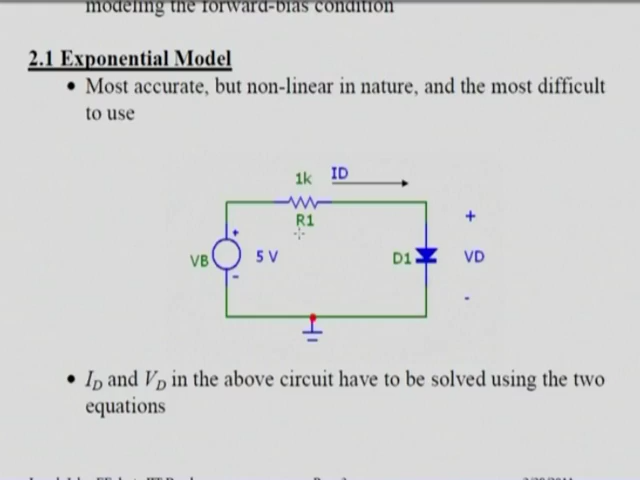 modeling the forward-bias condition
2.1 Exponential Model
• Most accurate, but non-linear in nature, and the most difficult
to use
1k ID
R1
+
VB
+
5 V
-
D1
VD
-
• I_D and V_D in the above circuit have to be solved using the two
equations